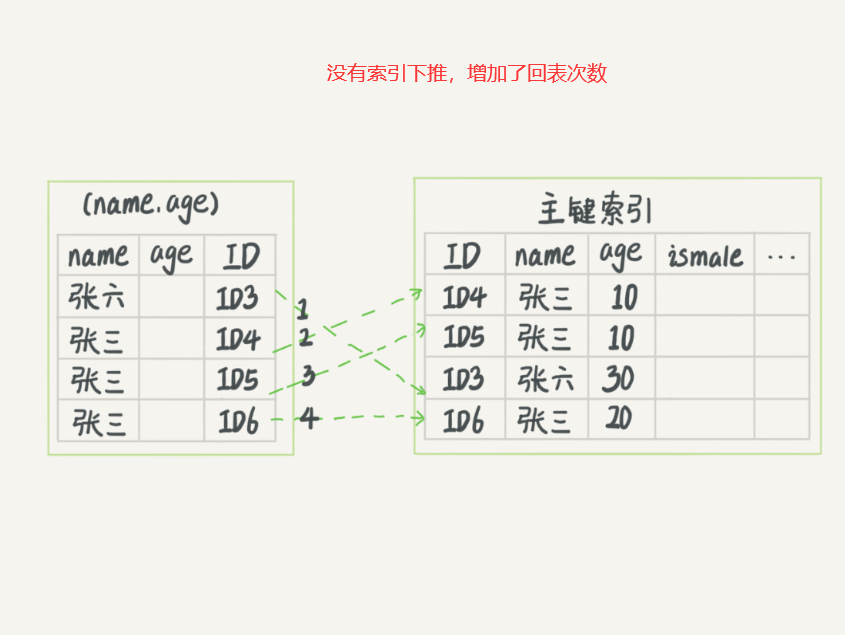 没有索引下推，增加了回表次数
(name.age)
name age ID
张六 ID3
张三 ID4
张三 ID5
张三 ID6
1
2
3
4
主键索引
ID name age ismale ...
ID4 张三 10
ID5 张三 10
ID3 张六 30
ID6 张三 20